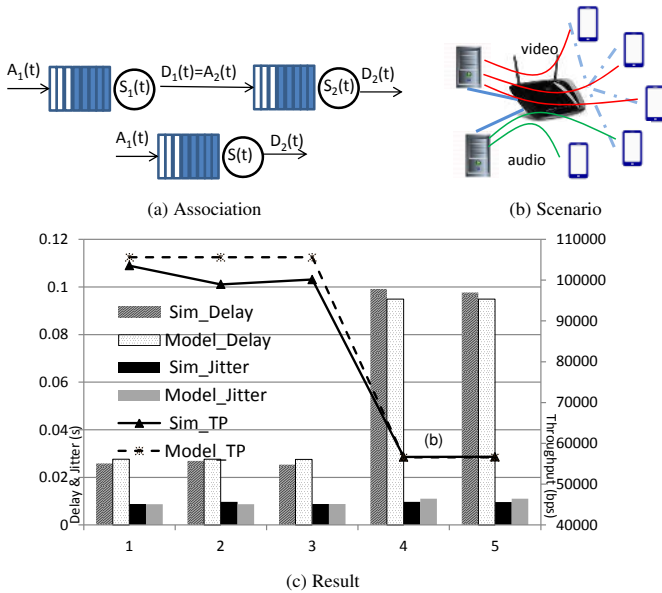 A1(t)
S1(t)
D1(t)=A2(t)
S2(t)
D2(t)
A1(t)
S(t)
D2(t)
(a) Association
video
audio
(b) Scenario
0.12
0.1
0.08
0.06
0.04
0.02
0
Delay & Jitter (s)
Sim_Delay
Model_Delay
Sim_Jitter
Model_Jitter
Sim_TP
Model_TP
(b)
110000
100000
90000
80000
70000
60000
50000
40000
Throughput (bps)
1 2 3 4 5
(c) Result